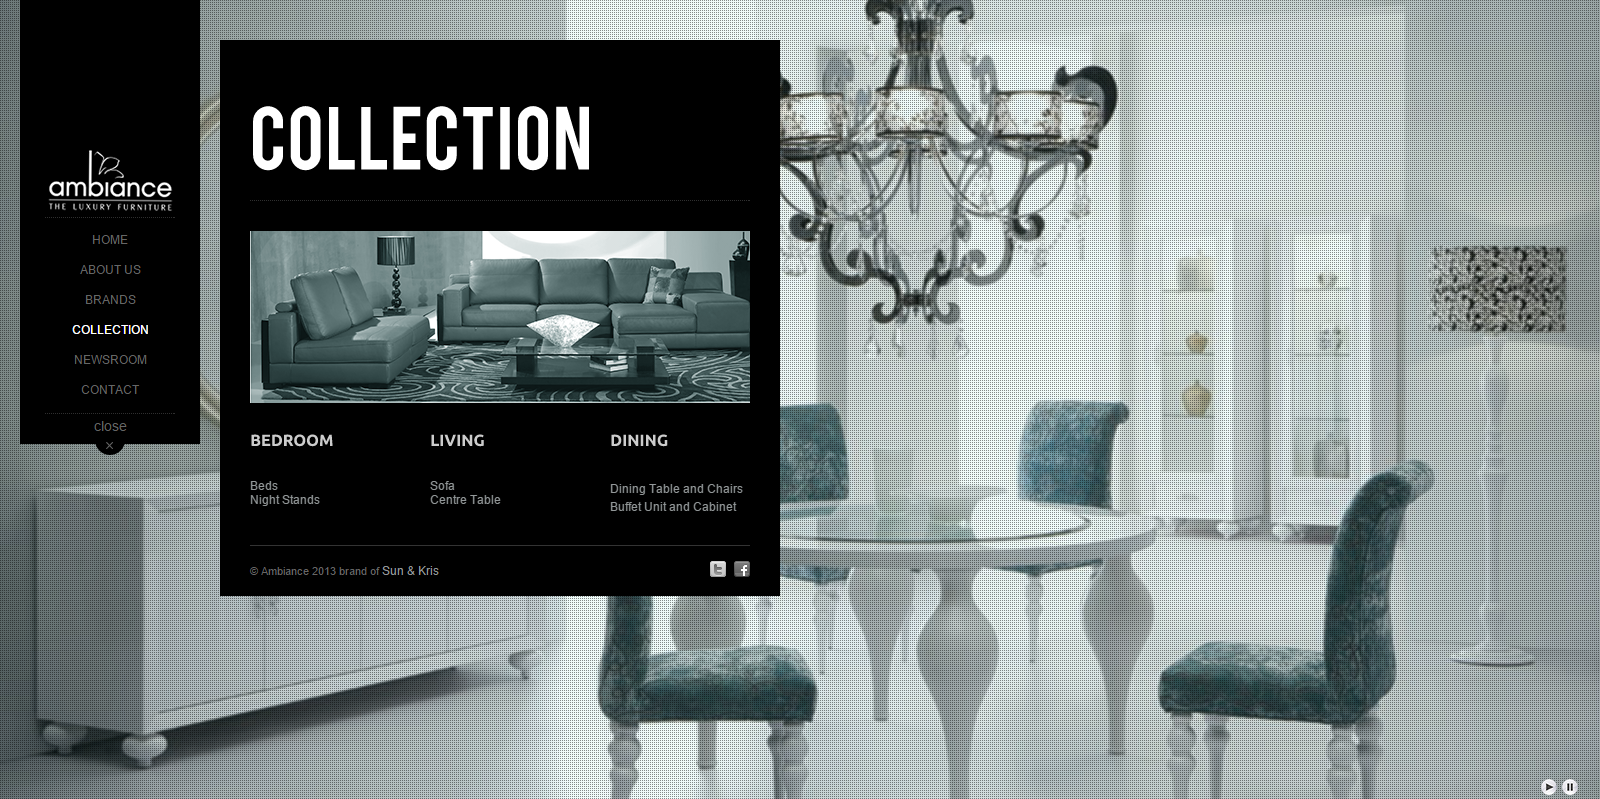 ambiance
THE LUXURY FURNITURE
HOME
ABOUT US
BRANDS
COLLECTION
NEWSROOM
CONTACT
close
×
COLLECTION
BEDROOM
Beds
Night Stands
LIVING
Sofa
Centre Table
DINING
Dining Table and Chairs
Buffet Unit and Cabinet
© Ambiance 2013 brand of Sun & Kris